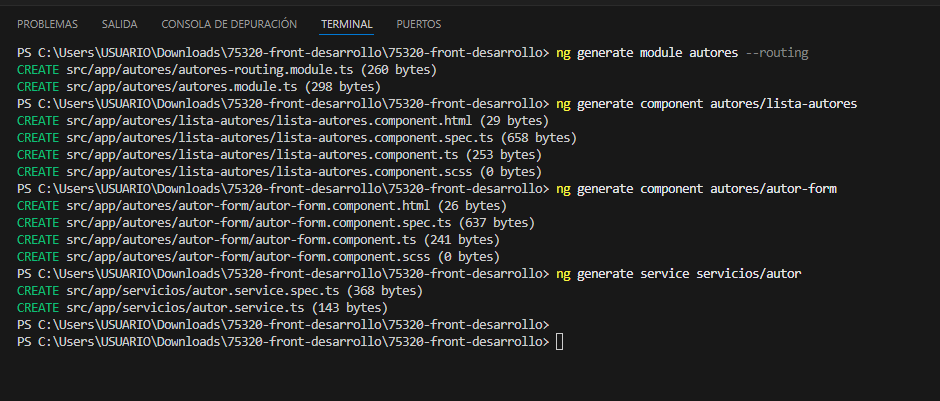 PROBLEMAS SALIDA CONSOLA DE DEPURACIÓN TERMINAL PUERTOS
PS C:\Users\USUARIO\Downloads\75320-front-desarrollo\75320-front-desarrollo> ng generate module autores --routing
CREATE src/app/autores/autores-routing.module.ts (260 bytes)
CREATE src/app/autores/autores.module.ts (298 bytes)
PS C:\Users\USUARIO\Downloads\75320-front-desarrollo\75320-front-desarrollo> ng generate component autores/lista-autores
CREATE src/app/autores/lista-autores/lista-autores.component.html (29 bytes)
CREATE src/app/autores/lista-autores/lista-autores.component.spec.ts (658 bytes)
CREATE src/app/autores/lista-autores/lista-autores.component.ts (253 bytes)
CREATE src/app/autores/lista-autores/lista-autores.component.scss (0 bytes)
PS C:\Users\USUARIO\Downloads\75320-front-desarrollo\75320-front-desarrollo> ng generate component autores/autor-form
CREATE src/app/autores/autor-form/autor-form.component.html (26 bytes)
CREATE src/app/autores/autor-form/autor-form.component.spec.ts (637 bytes)
CREATE src/app/autores/autor-form/autor-form.component.ts (241 bytes)
CREATE src/app/autores/autor-form/autor-form.component.scss (0 bytes)
PS C:\Users\USUARIO\Downloads\75320-front-desarrollo\75320-front-desarrollo> ng generate service servicios/autor
CREATE src/app/servicios/autor.service.spec.ts (368 bytes)
CREATE src/app/servicios/autor.service.ts (143 bytes)
PS C:\Users\USUARIO\Downloads\75320-front-desarrollo\75320-front-desarrollo>
PS C:\Users\USUARIO\Downloads\75320-front-desarrollo\75320-front-desarrollo>